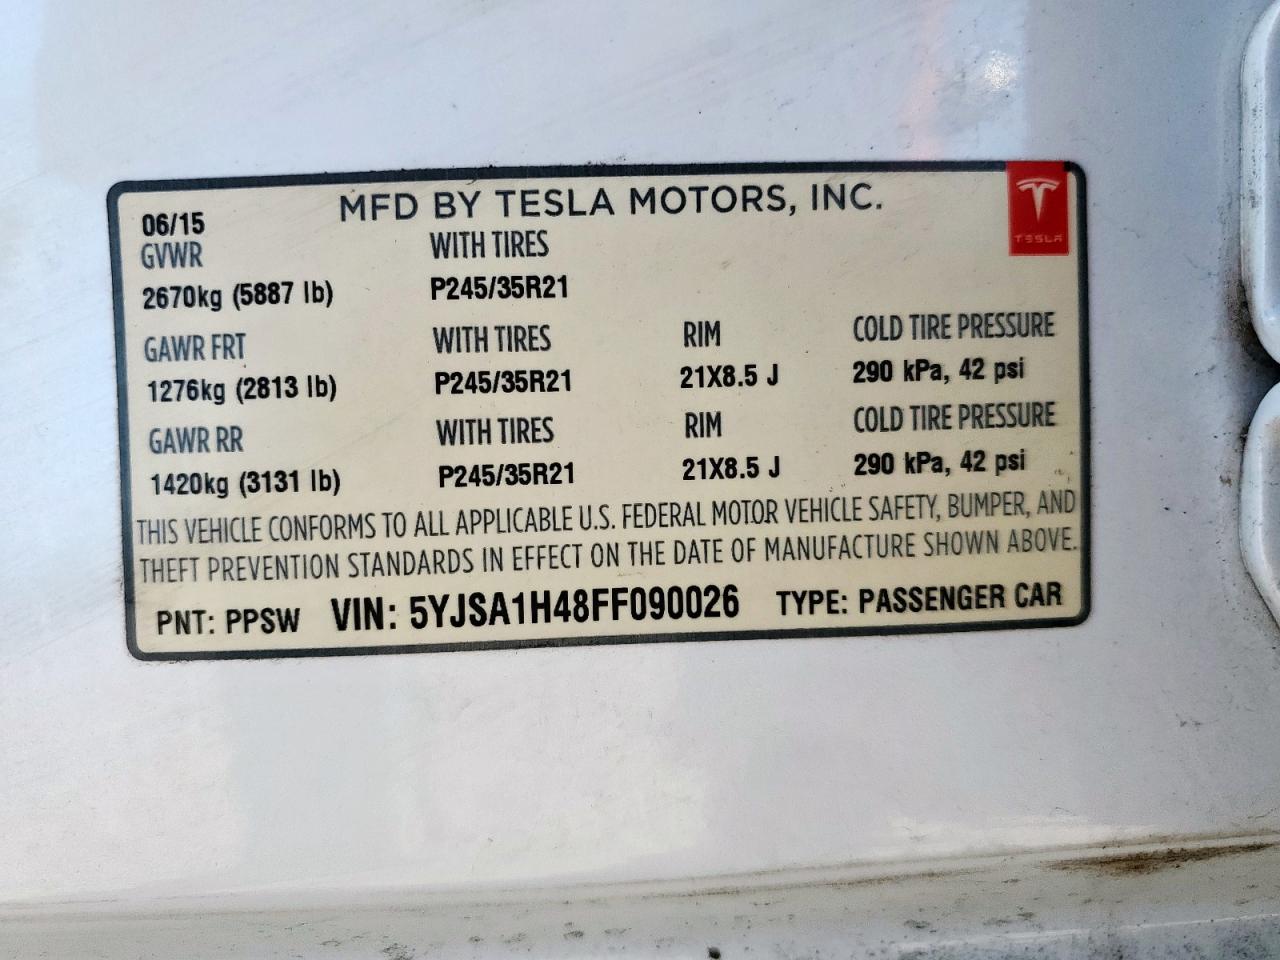 MFD BY TESLA MOTORS, INC.
TESLA
06/15
GVWR WITH TIRES
2670kg (5887 lb) P245/35R21
GAWR FRT WITH TIRES RIM COLD TIRE PRESSURE
1276kg (2813 lb) P245/35R21 21X8.5 J 290 kPa, 42 psi
GAWR RR WITH TIRES RIM COLD TIRE PRESSURE
1420kg (3131 lb) P245/35R21 21X8.5 J 290 kPa, 42 psi
THIS VEHICLE CONFORMS TO ALL APPLICABLE U.S. FEDERAL MOTOR VEHICLE SAFETY, BUMPER, AND
THEFT PREVENTION STANDARDS IN EFFECT ON THE DATE OF MANUFACTURE SHOWN ABOVE.
PNT: PPSW VIN: 5YJSA1H48FF090026 TYPE: PASSENGER CAR